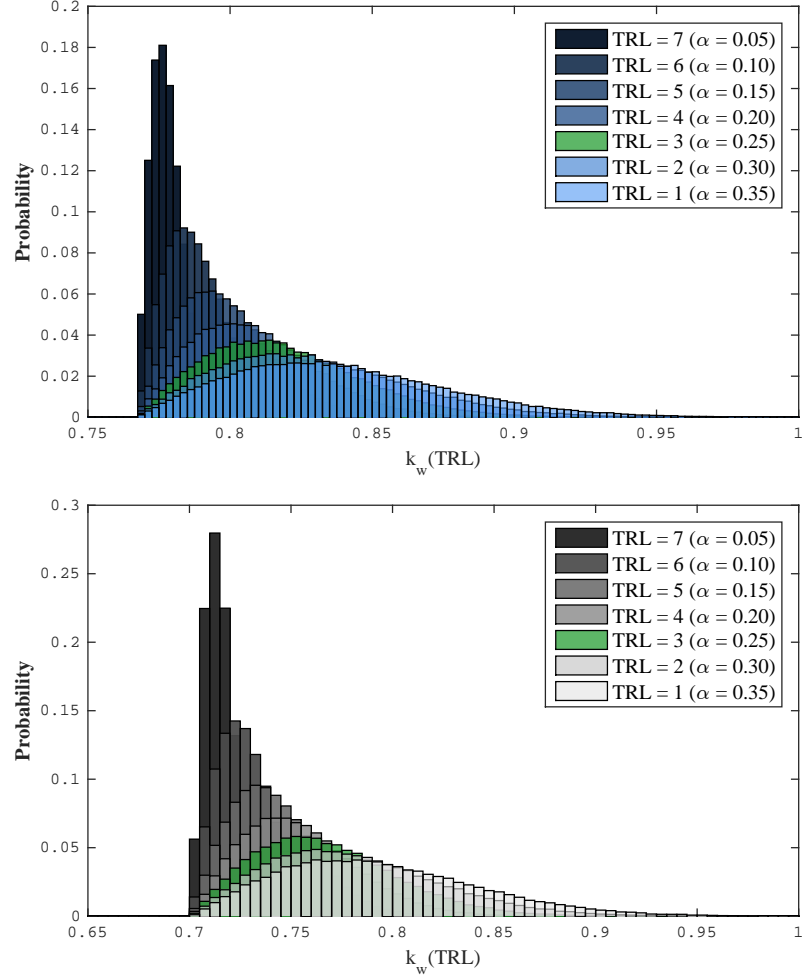 0.2
0.18
0.16
0.14
0.12
0.1
0.08
0.06
0.04
0.02
0
Probability
TRL = 7 (α = 0.05)
TRL = 6 (α = 0.10)
TRL = 5 (α = 0.15)
TRL = 4 (α = 0.20)
TRL = 3 (α = 0.25)
TRL = 2 (α = 0.30)
TRL = 1 (α = 0.35)
0.75 0.8 0.85 0.9 0.95 1
k_w(TRL)
0.3
0.25
0.2
0.15
0.1
0.05
0
Probability
TRL = 7 (α = 0.05)
TRL = 6 (α = 0.10)
TRL = 5 (α = 0.15)
TRL = 4 (α = 0.20)
TRL = 3 (α = 0.25)
TRL = 2 (α = 0.30)
TRL = 1 (α = 0.35)
0.65 0.7 0.75 0.8 0.85 0.9 0.95 1
k_w(TRL)